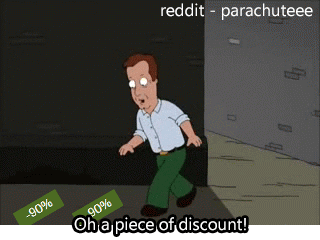 reddit - parachuteee
-90%
-90%
Oh a piece of discount!